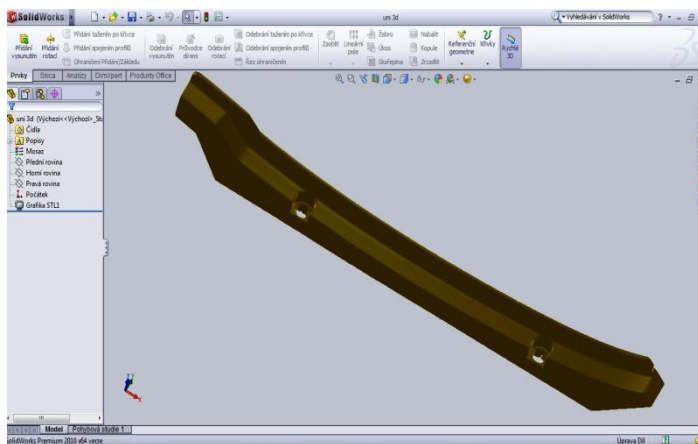 SolidWorks
uni 3d
Vyhledávání v SolidWorks
Přidání vysunutím
Přidání rotací
Přidání tažením po křivce
Přidání spojením profilů
Ohraničení Přidání/Základu
Odebrání vysunutím
Průvodce dírami
Odebrání rotací
Odebrání tažením po křivce
Odebrání spojením profilů
Řez ohraničením
Zaoblit
Lineární pole
Žebro
Úkos
Skořepina
Nabalit
Kopule
Zrcadlit
Referenční geometrie
Křivky
Rychlé 3D
Prvky
Skica
Analýzy
DimXpert
Produkty Office
uni 3d (Výchozí<<Výchozí>_St
Čidla
Popisy
Mosaz
Přední rovina
Horní rovina
Pravá rovina
Počátek
Grafika STL1
Model
Pohybová studie 1
SolidWorks Premium 2010 x64 verze
Úprava Díl